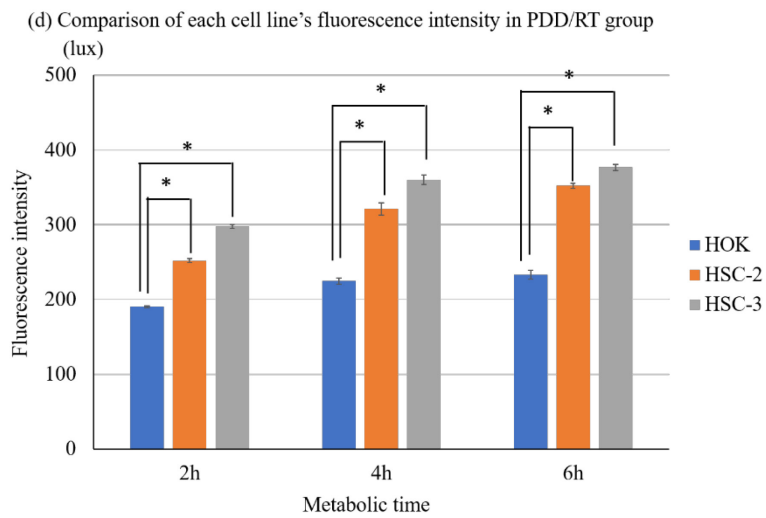 (d) Comparison of each cell line's fluorescence intensity in PDD/RT group
(lux)
500
400
300
200
100
0
Fluorescence intensity
*
*
*
*
*
*
HOK
HSC-2
HSC-3
2h
4h
6h
Metabolic time